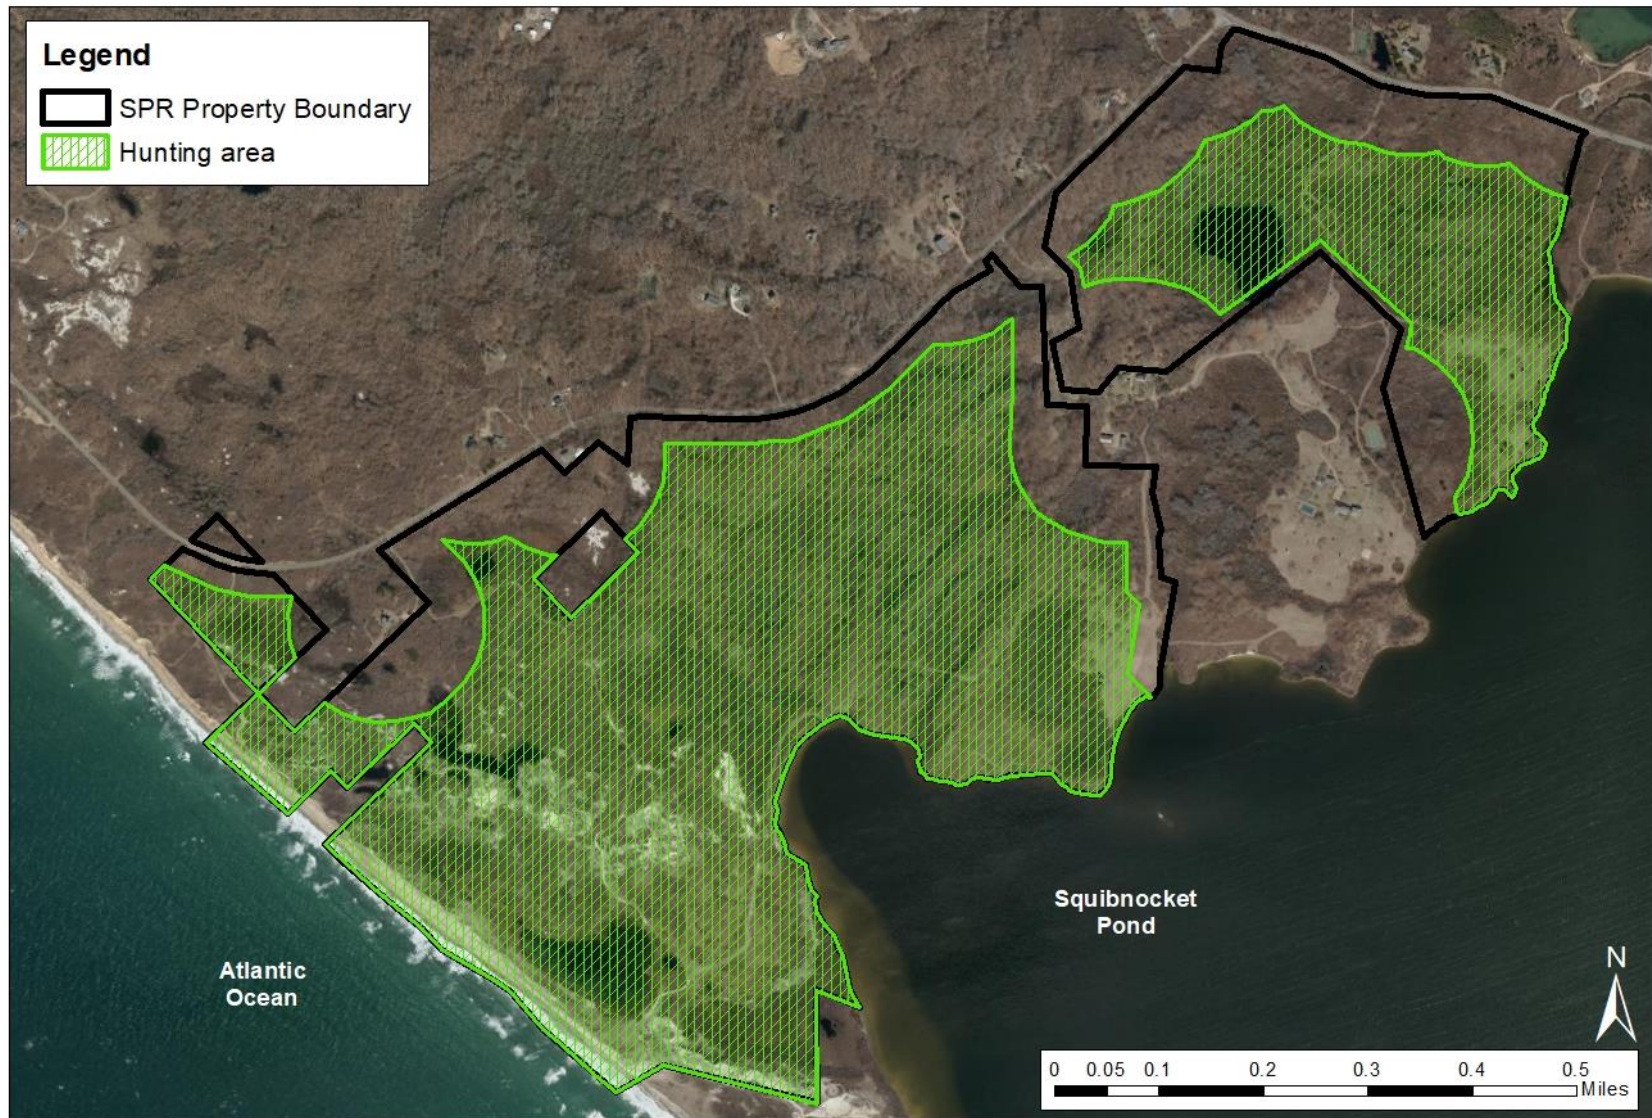 Legend
SPR Property Boundary
Hunting area
Squibnocket
Pond
Atlantic
Ocean
N
0 0.05 0.1 0.2 0.3 0.4 0.5
Miles